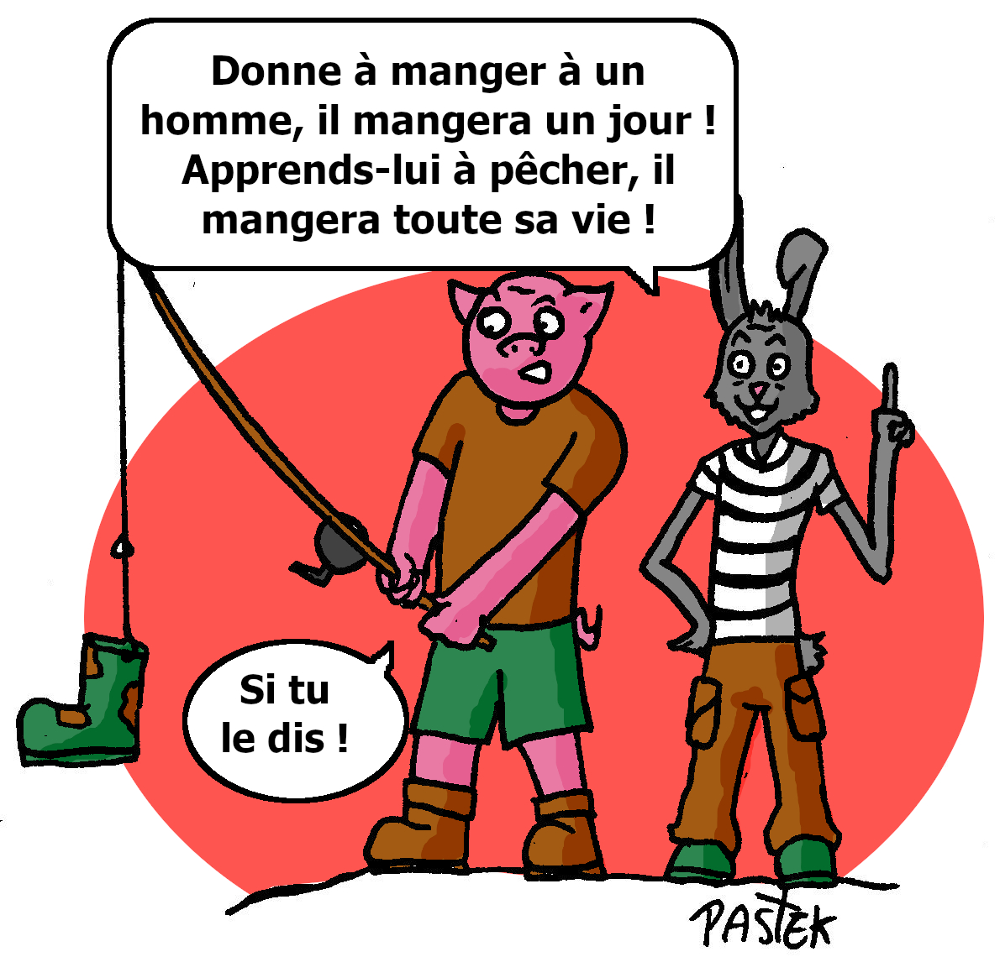 Donne à manger à un
homme, il mangera un jour !
Apprends-lui à pêcher, il
mangera toute sa vie !
Si tu
le dis !
PASTEK